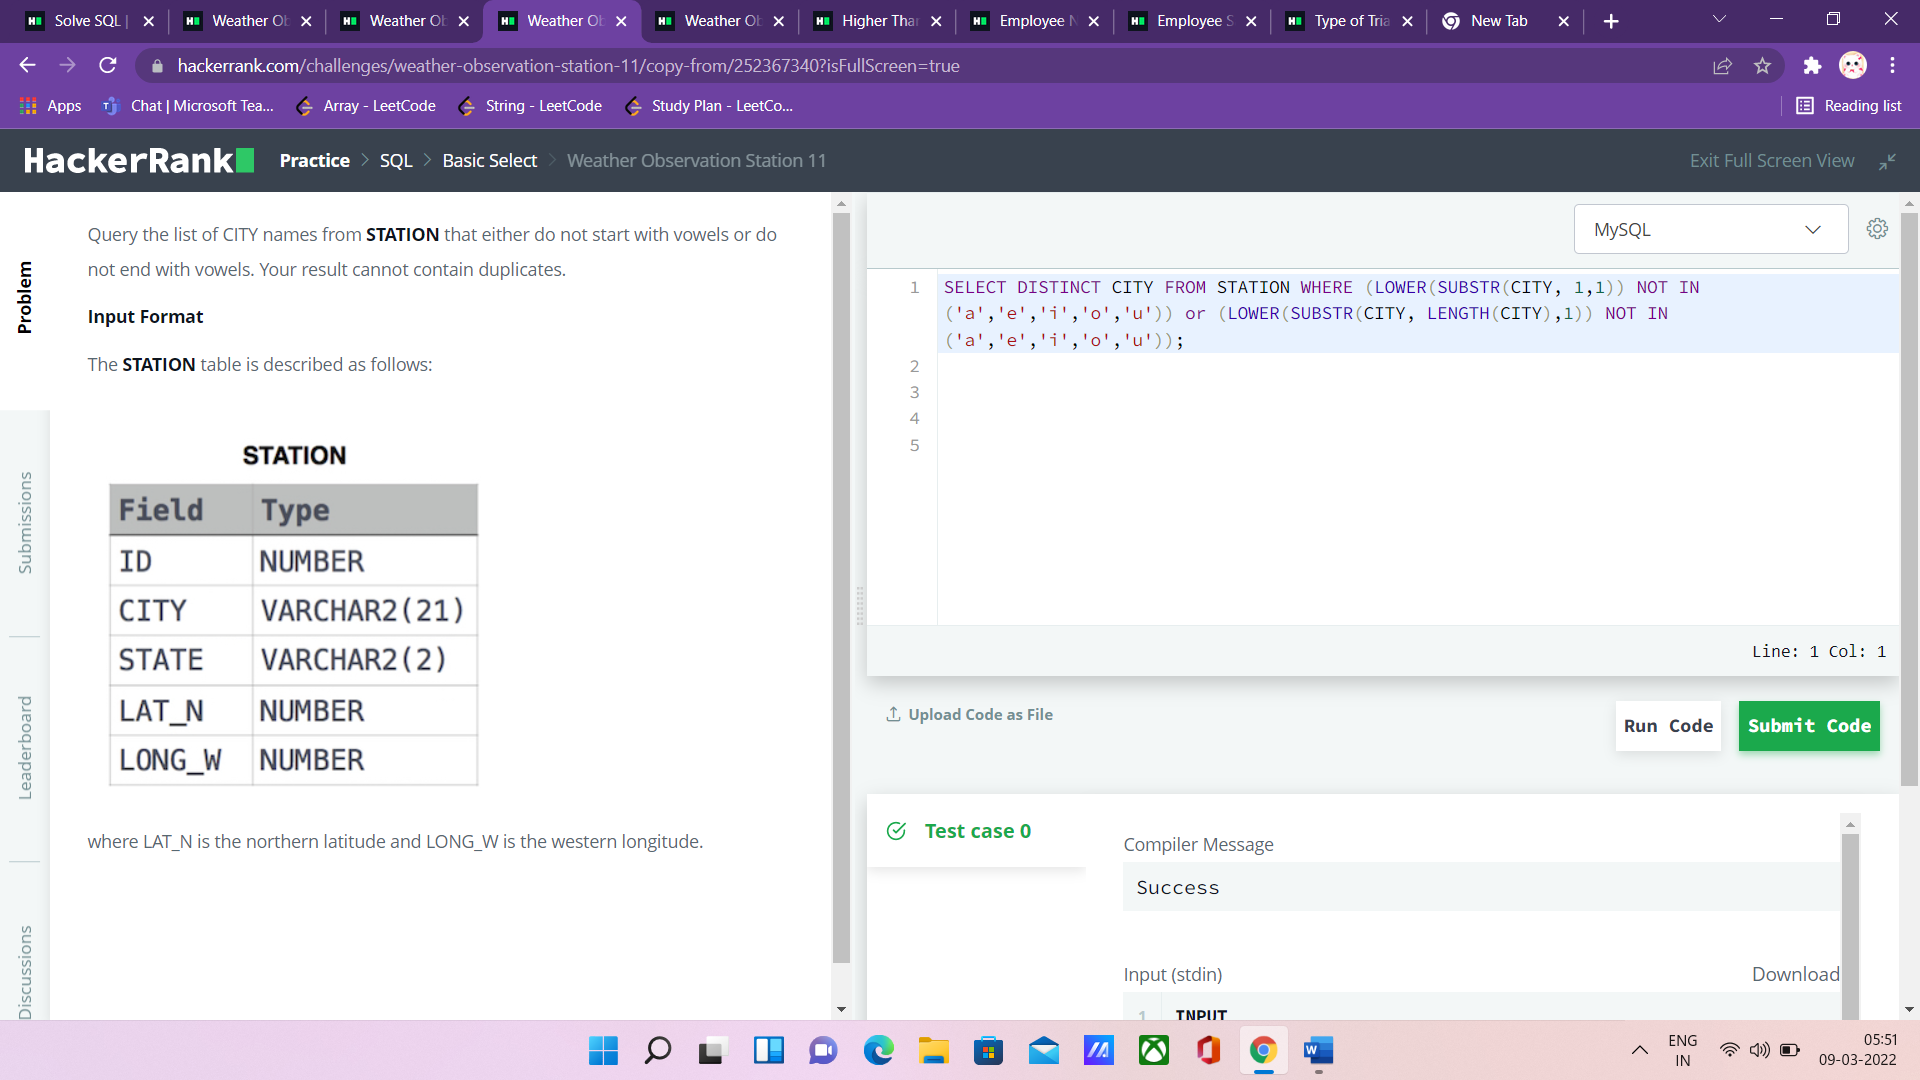 Solve SQL |
Weather Ob
Weather Ob
Weather Ob
Weather Ob
Higher Than
Employee N
Employee S
Type of Tria
New Tab
hackerrank.com/challenges/weather-observation-station-11/copy-from/252367340?isFullScreen=true
Apps
Chat | Microsoft Tea...
Array - LeetCode
String - LeetCode
Study Plan - LeetCo...
Reading list
HackerRank
Practice > SQL > Basic Select > Weather Observation Station 11
Exit Full Screen View
Problem
Submissions
Leaderboard
Discussions
Query the list of CITY names from STATION that either do not start with vowels or do
not end with vowels. Your result cannot contain duplicates.
Input Format
The STATION table is described as follows:
STATION
Field Type
ID NUMBER
CITY VARCHAR2(21)
STATE VARCHAR2(2)
LAT_N NUMBER
LONG_W NUMBER
where LAT_N is the northern latitude and LONG_W is the western longitude.
MySQL
1 SELECT DISTINCT CITY FROM STATION WHERE (LOWER(SUBSTR(CITY, 1,1)) NOT IN
('a','e','i','o','u')) or (LOWER(SUBSTR(CITY, LENGTH(CITY),1)) NOT IN
('a','e','i','o','u'));
2
3
4
5
Line: 1 Col: 1
Upload Code as File
Run Code
Submit Code
Test case 0
Compiler Message
Success
Input (stdin)
Download
1 INPUT
ENG
IN
05:51
09-03-2022